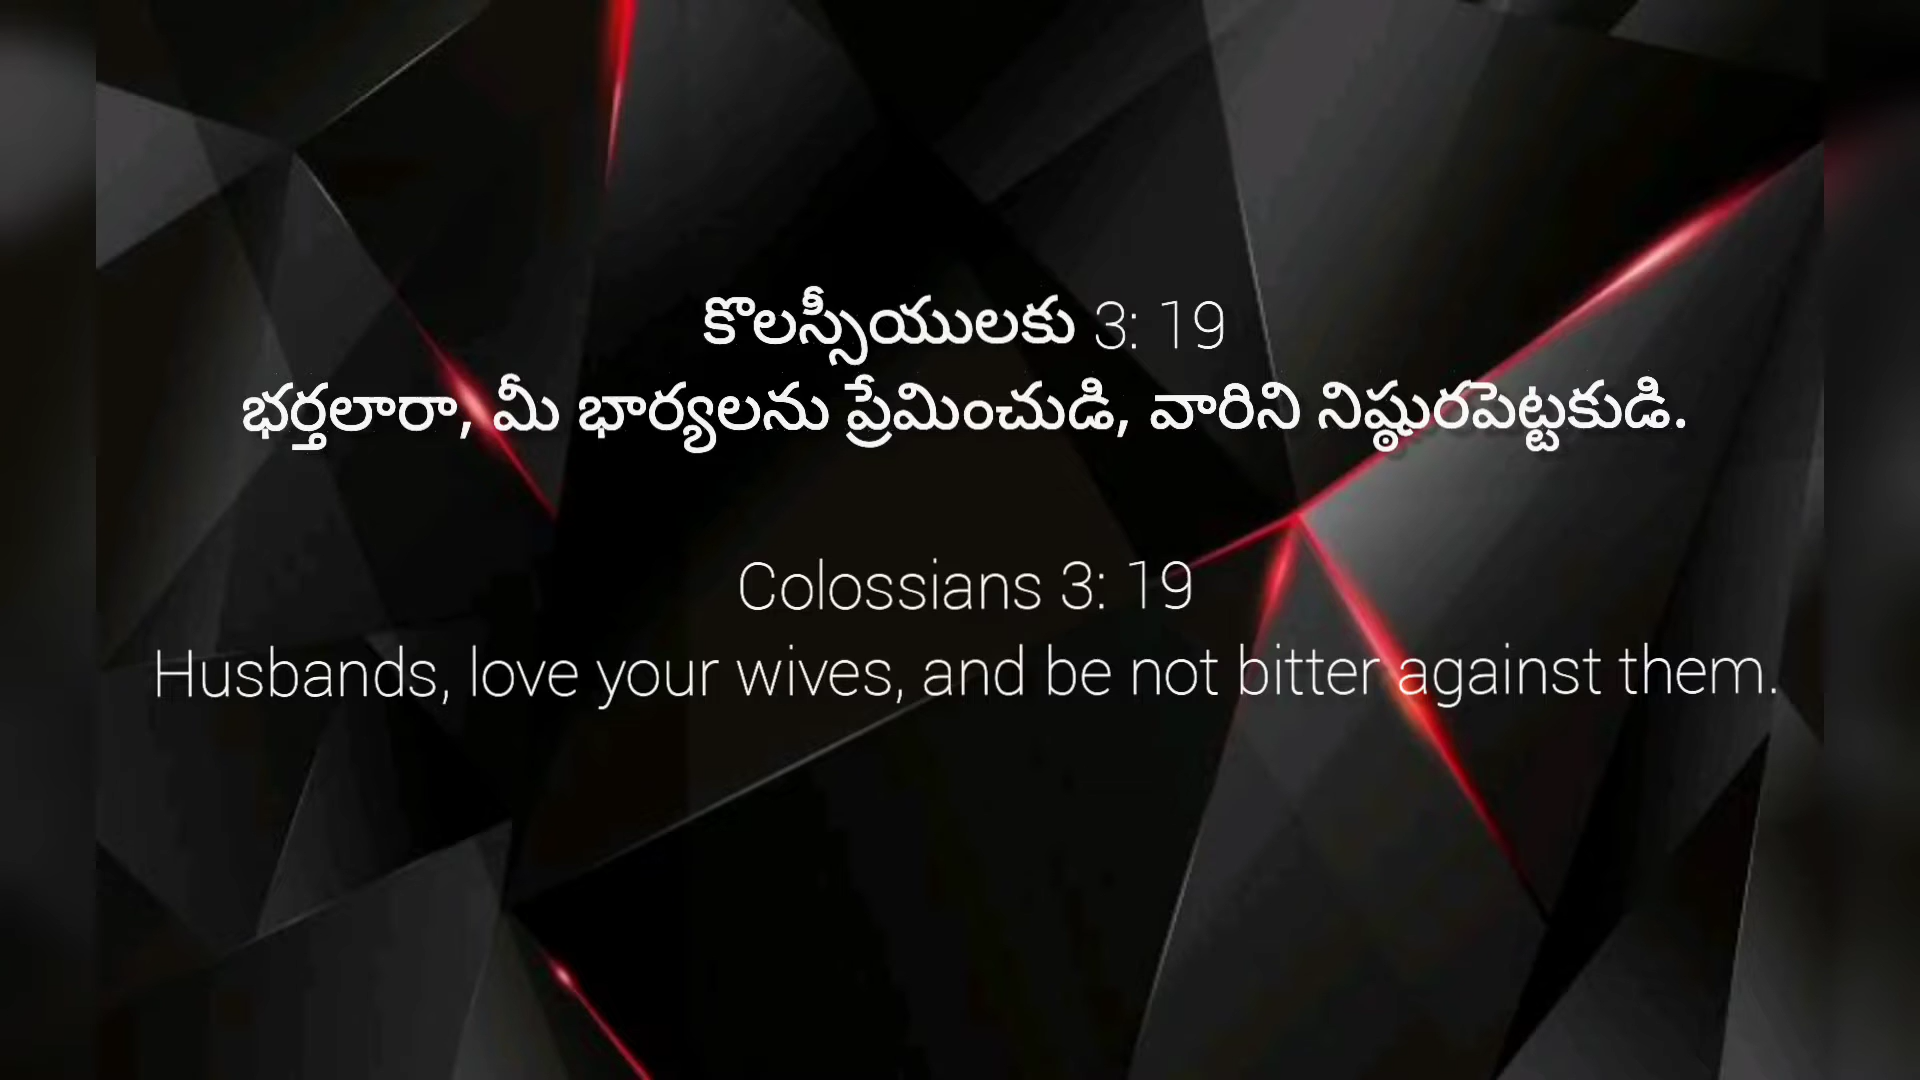 కొలస్సీయులకు 3: 19
భర్తలారా, మీ భార్యలను ప్రేమించుడి, వారిని నిష్ఠురపెట్టకుడి.
Colossians 3: 19
Husbands, love your wives, and be not bitter against them.